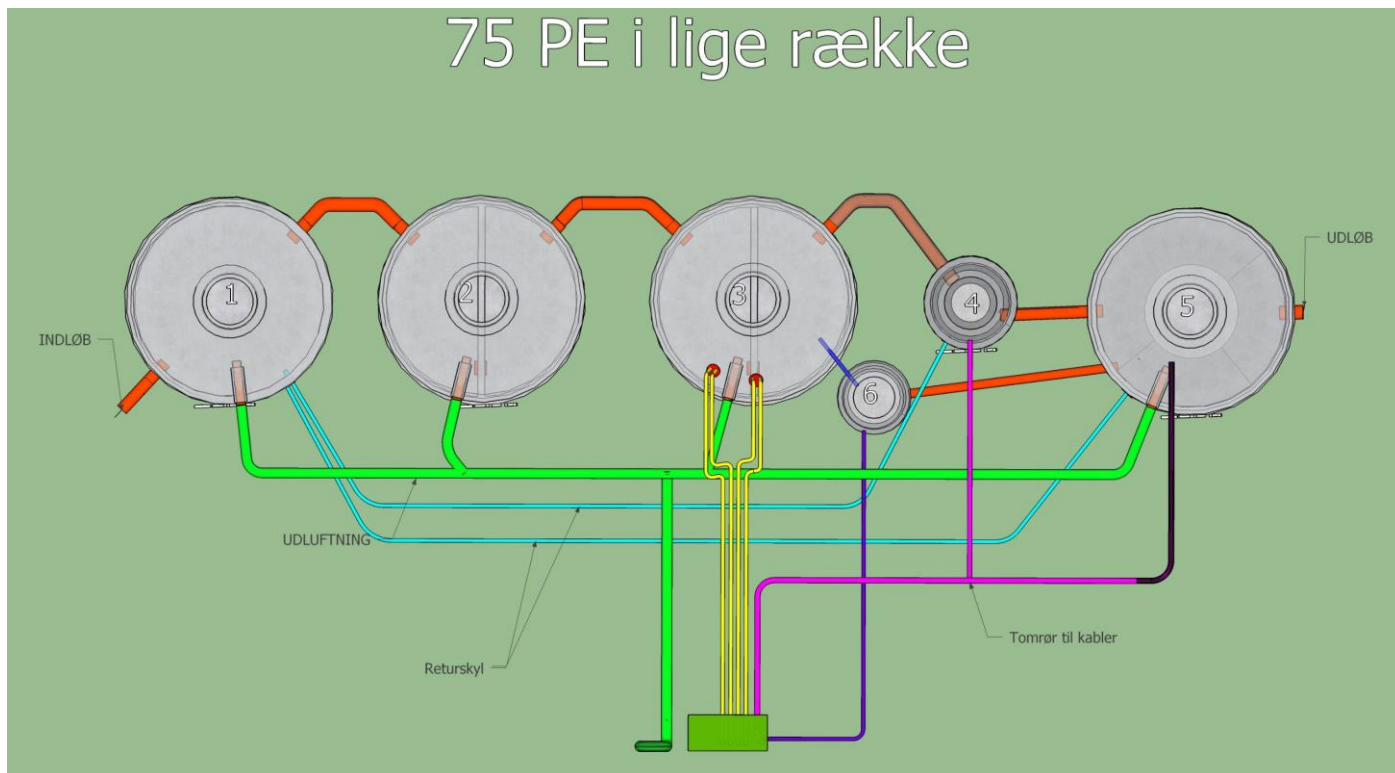 75 PE i lige række
1
2
3
4
5
6
INDLØB
UDLØB
UDLUFTNING
Returskyl
Tomrør til kabler